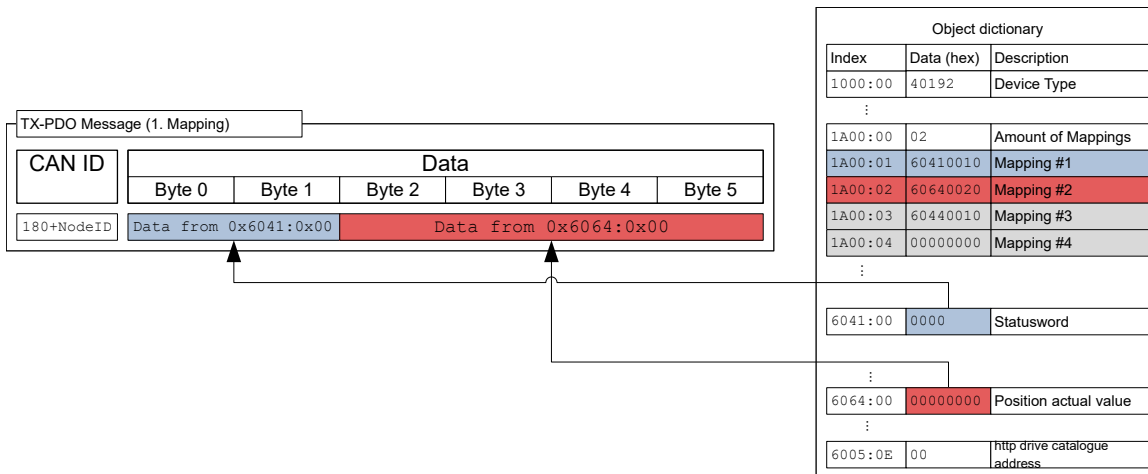 Object dictionary
Index Data (hex) Description
1000:00 40192 Device Type
⋮
TX-PDO Message (1. Mapping)
CAN ID Data
Byte 0 Byte 1 Byte 2 Byte 3 Byte 4 Byte 5
180+NodeID Data from 0x6041:0x00 Data from 0x6064:0x00
1A00:00 02 Amount of Mappings
1A00:01 60410010 Mapping #1
1A00:02 60640020 Mapping #2
1A00:03 60440010 Mapping #3
1A00:04 00000000 Mapping #4
⋮
6041:00 0000 Statusword
⋮
6064:00 00000000 Position actual value
⋮
6005:0E 00 http drive catalogue
address